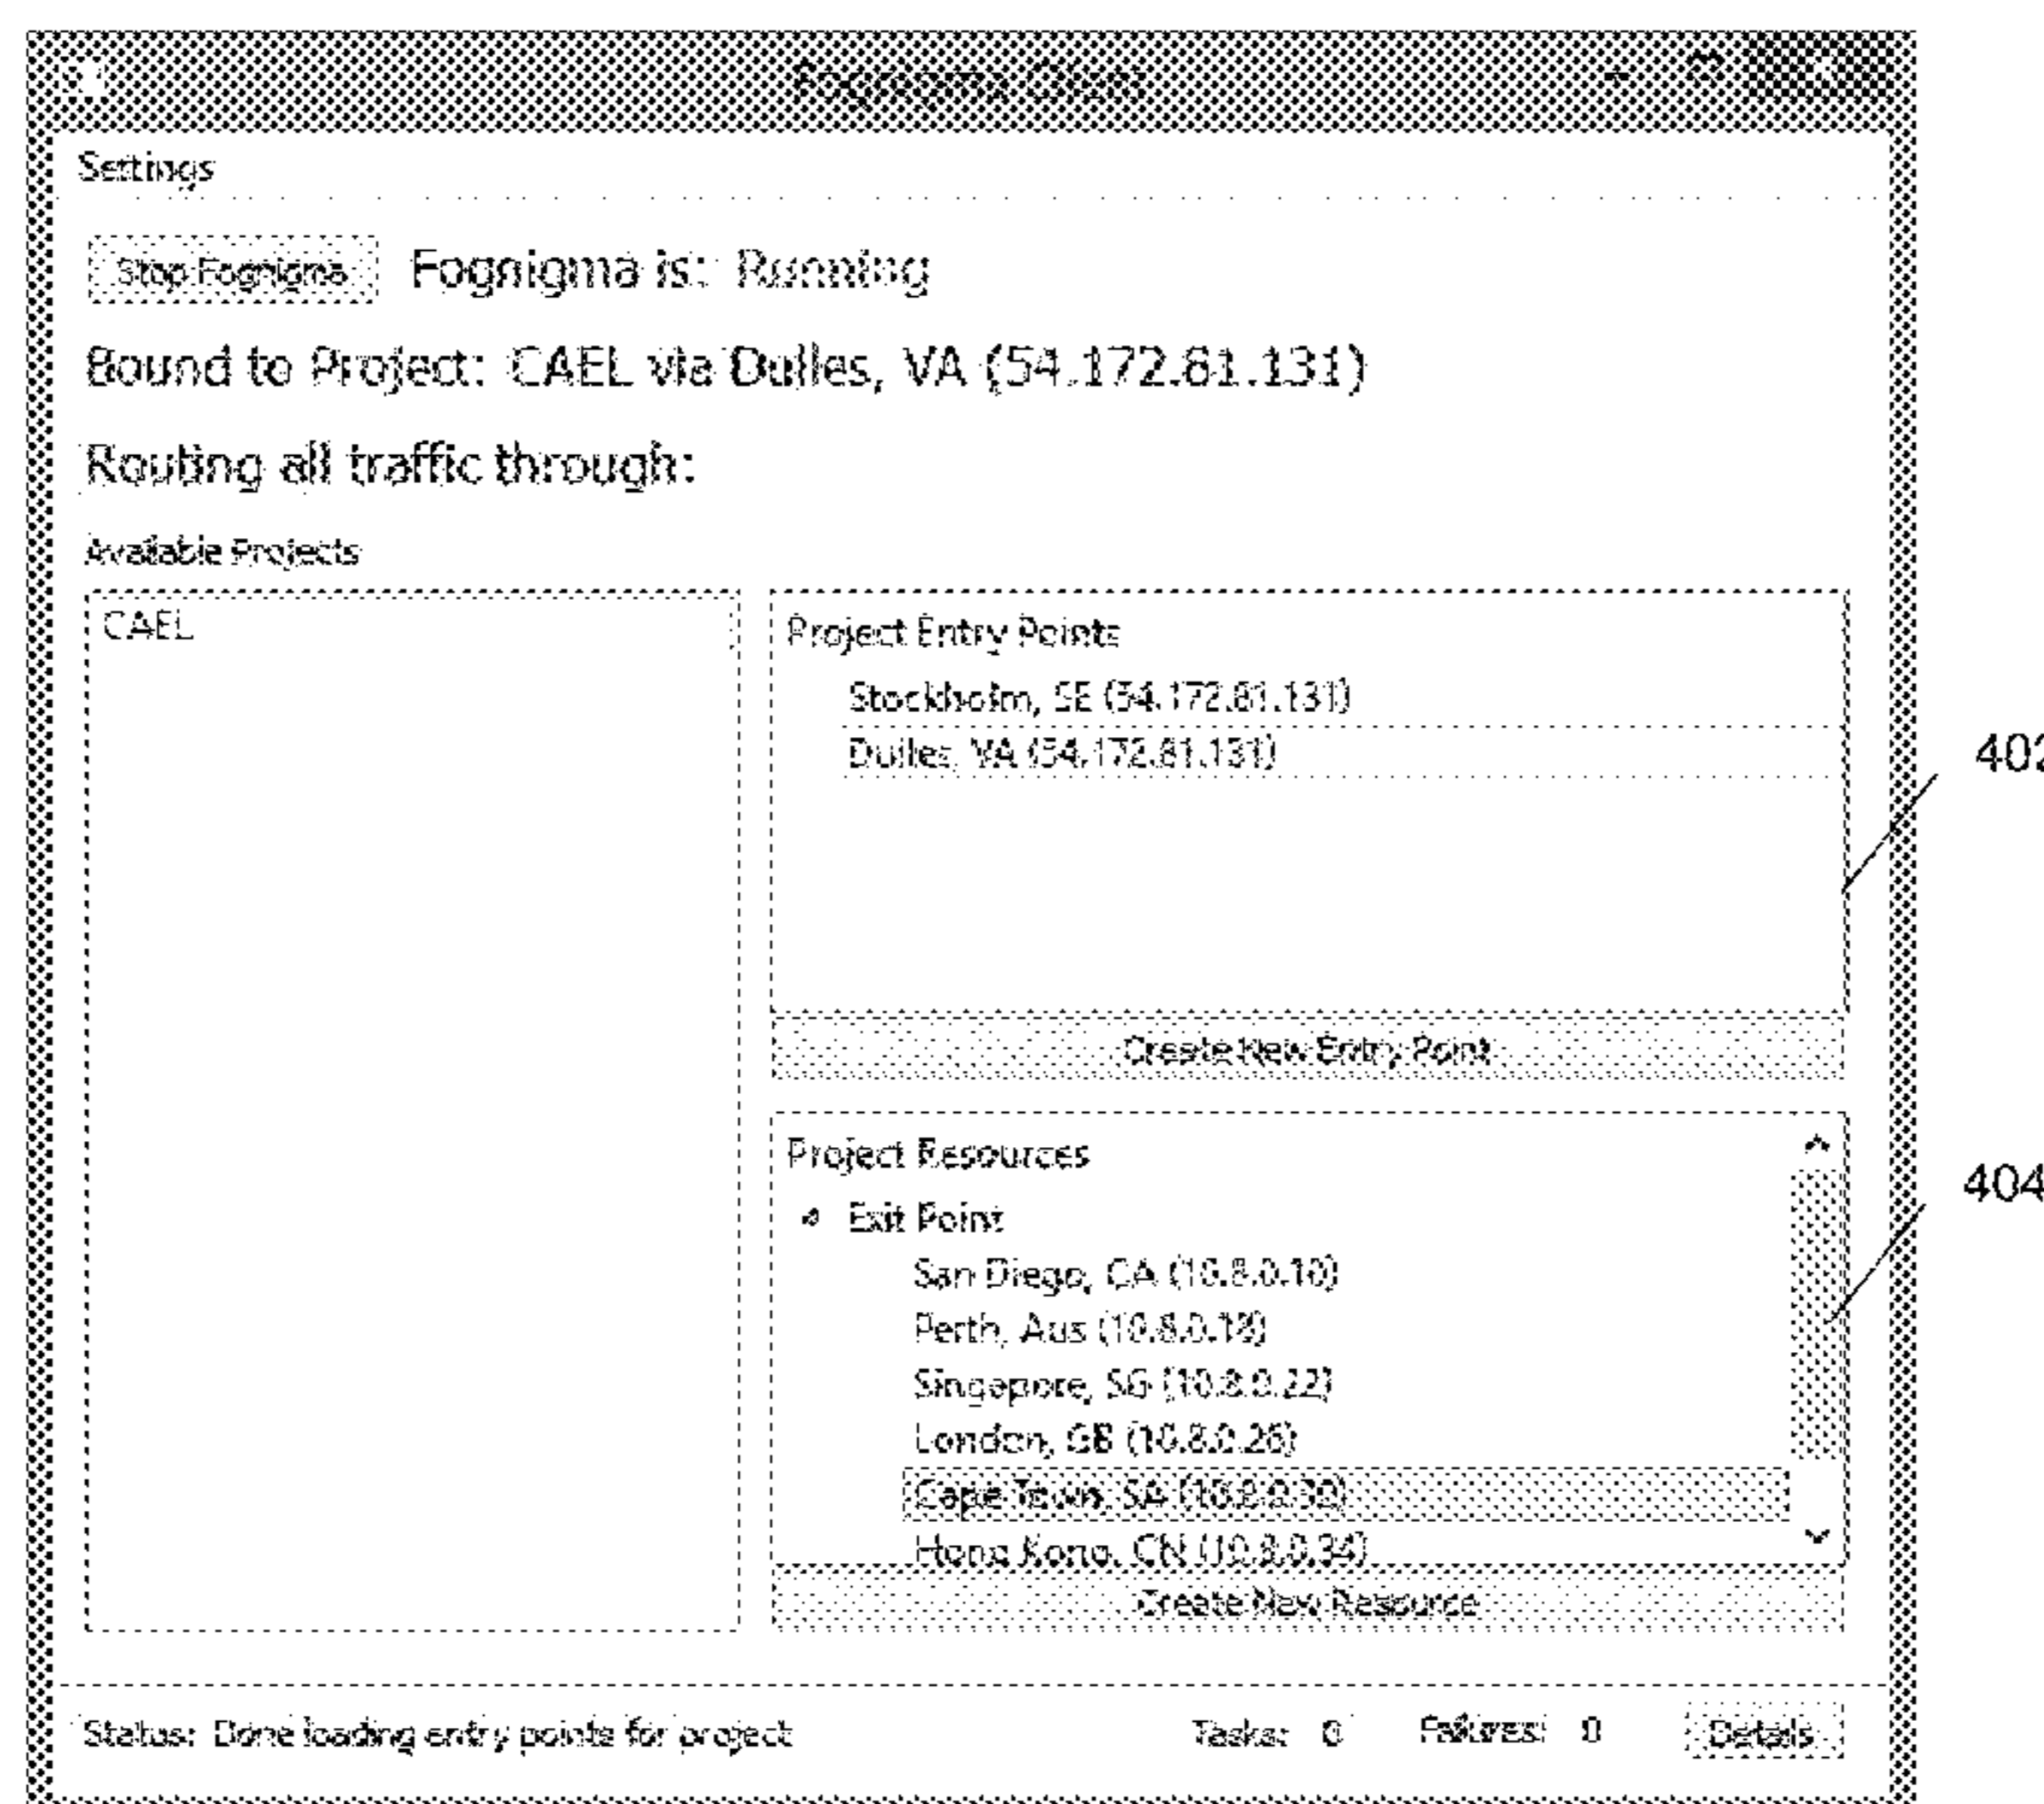 Fognigma Client
Settings
Stop Fognigma Fognigma is: Running
Bound to Project: CAEL via Dulles, VA (54.172.81.131)
Routing all traffic through:
Available Projects
CAEL
Project Entry Points
Stockholm, SE (54.172.81.131)
Dulles, VA (54.172.81.131)
402
Create New Entry Point
Project Resources
404
Exit Point
San Diego, CA (10.8.0.10)
Perth, Aus (10.8.0.18)
Singapore, SG (10.8.0.22)
London, GB (10.8.0.26)
Cape Town, SA (10.8.0.30)
Hong Kong, CN (10.8.0.34)
Create New Resource
Status: Done loading entry points for project Tasks: 0 Failures: 0 Details